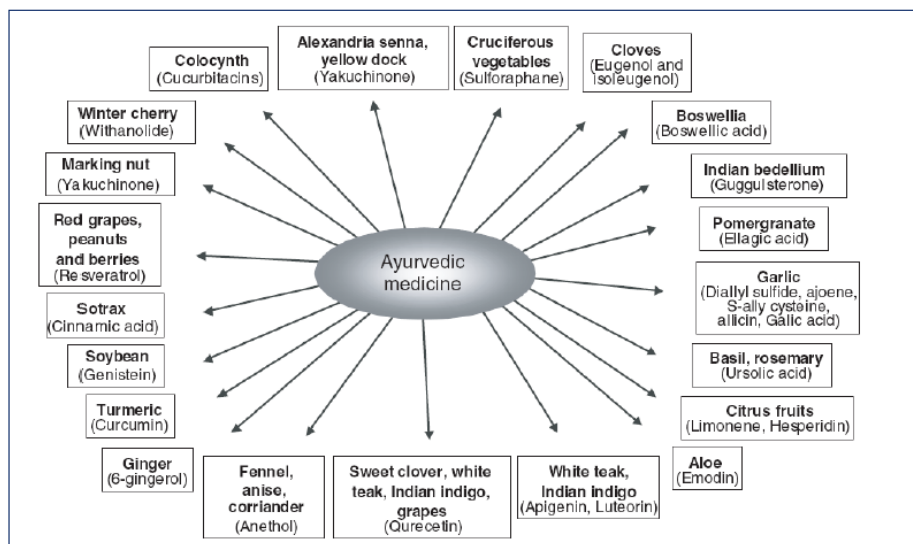 Alexandria senna,
yellow dock
(Yakuchinone)
Cruciferous
vegetables
(Sulforaphane)
Cloves
(Eugenol and
isoleugenol)
Boswellia
(Boswellic acid)
Indian bedellium
(Guggulsterone)
Pomergranate
(Ellagic acid)
Garlic
(Diallyl sulfide, ajoene,
S-ally cysteine,
allicin, Galic acid)
Basil, rosemary
(Ursolic acid)
Citrus fruits
(Limonene, Hesperidin)
Aloe
(Emodin)
White teak,
Indian indigo
(Apigenin, Luteorin)
Sweet clover, white
teak, Indian indigo,
grapes
(Qurecetin)
Fennel,
anise,
corriander
(Anethol)
Ginger
(6-gingerol)
Turmeric
(Curcumin)
Soybean
(Genistein)
Sotrax
(Cinnamic acid)
Red grapes,
peanuts
and berries
(Resveratrol)
Marking nut
(Yakuchinone)
Winter cherry
(Withanolide)
Colocynth
(Cucurbitacins)
Ayurvedic
medicine